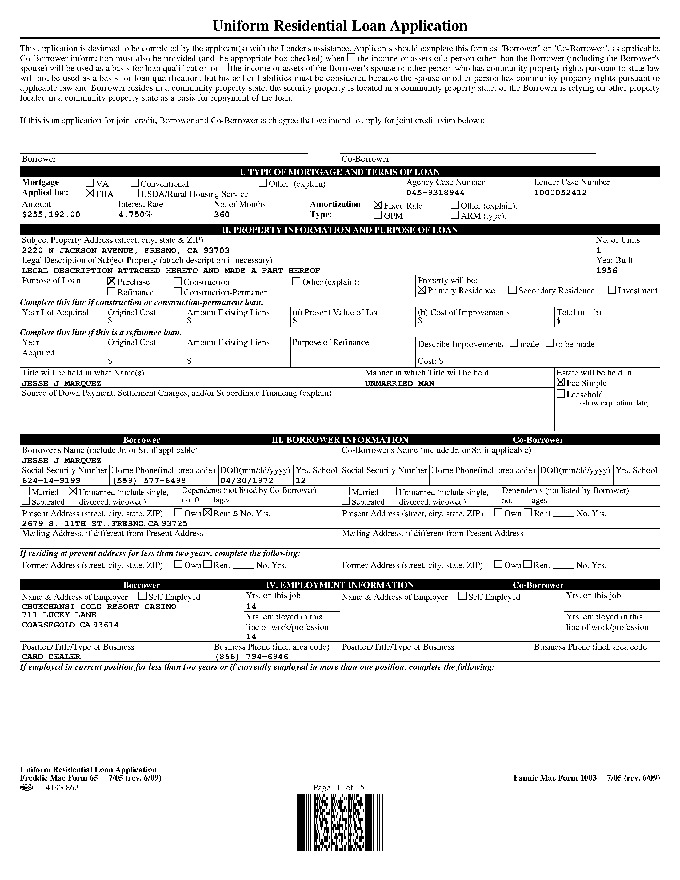 Uniform Residential Loan Application
This application is designed to be completed by the applicant(s) with the Lender's assistance. Applicants should complete this form as "Borrower" or "Co-Borrower", as applicable.
Co-Borrower information must also be provided (and the appropriate box checked) when the income or assets of a person other than the Borrower (including the Borrower's
spouse) will be used as a basis for loan qualification or the income or assets of the Borrower's spouse or other person who has community property rights pursuant to state law
will not be used as a basis for loan qualification, but his or her liabilities must be considered because the spouse or other person has community property rights pursuant to
applicable law and Borrower resides in a community property state, the security property is located in a community property state, or the Borrower is relying on other property
located in a community property state as a basis for repayment of the loan.
If this is an application for joint credit, Borrower and Co-Borrower each agree that we intend to apply for joint credit (sign below):
Borrower Co-Borrower
I. TYPE OF MORTGAGE AND TERMS OF LOAN
Mortgage VA Conventional Other (explain): Agency Case Number Lender Case Number
Applied for: FHA USDA/Rural Housing Service 045-9318944 1000052412
Amount Interest Rate No. of Months Amortization Fixed Rate Other (explain):
$255,192.00 4.750% 360 Type: GPM ARM (type):
II. PROPERTY INFORMATION AND PURPOSE OF LOAN
Subject Property Address (street, city, state & ZIP) No. of Units
2220 N JACKSON AVENUE, FRESNO, CA 93703 1
Legal Description of Subject Property (attach description if necessary) Year Built
LEGAL DESCRIPTION ATTACHED HERETO AND MADE A PART HEREOF 1956
Purpose of Loan Purchase Construction Other (explain): Property will be:
Refinance Construction-Permanent Primary Residence Secondary Residence Investment
Complete this line if construction or construction-permanent loan.
Year Lot Acquired Original Cost Amount Existing Liens (a) Present Value of Lot (b) Cost of Improvements Total
$ $ $ $
Complete this line if this is a refinance loan.
Year Original Cost Amount Existing Liens Purpose of Refinance Describe Improvements made to be made
Acquired
$ $ Cost: $
Title will be held in what Name(s) Manner in which Title will be held Estate will be held in
JESSE J MARQUEZ UNMARRIED MAN Fee Simple
Source of Down Payment, Settlement Charges, and/or Subordinate Financing (explain) Leasehold
(show expiration date)
Borrower III. BORROWER INFORMATION Co-Borrower
Borrower's Name (include Jr. or Sr. if applicable) Co-Borrower's Name (include Jr. or Sr. if applicable)
JESSE J MARQUEZ
Social Security Number Home Phone (incl. area code) DOB (mm/dd/yyyy) Yrs. School Social Security Number Home Phone (incl. area code) DOB (mm/dd/yyyy) Yrs. School
624-14-9199 (559) 577-6498 04/20/1972 12
Married Unmarried (include single, Dependents (not listed by Co-Borrower) Married Unmarried (include single, Dependents (not listed by Borrower)
Separated divorced, widowed) no. 0 ages Separated divorced, widowed) no. ages
Present Address (street, city, state, ZIP) Own Rent 5 No. Yrs. Present Address (street, city, state, ZIP) Own Rent No. Yrs.
2679 S. 11TH ST., FRESNO, CA 93725
Mailing Address, if different from Present Address Mailing Address, if different from Present Address
If residing at present address for less than two years, complete the following:
Former Address (street, city, state, ZIP) Own Rent No. Yrs. Former Address (street, city, state, ZIP) Own Rent No. Yrs.
Borrower IV. EMPLOYMENT INFORMATION Co-Borrower
Name & Address of Employer Self Employed Yrs. on this job Name & Address of Employer Self Employed Yrs. on this job
CHUKCHANSI GOLD RESORT CASINO 14
711 LUCKY LANE Yrs. employed in this Yrs. employed in this
COARSEGOLD CA 93614 line of work/profession line of work/profession
14
Position/Title/Type of Business Business Phone (incl. area code) Position/Title/Type of Business Business Phone (incl. area code
CARD DEALER (866) 794-6946
If employed in current position for less than two years or if currently employed in more than one position, complete the following:
Uniform Residential Loan Application
Freddie Mac Form 65 7/05 (rev. 6/09) Fannie Mae Form 1003 7/05 (rev. 6/09)
Page 1 of 5